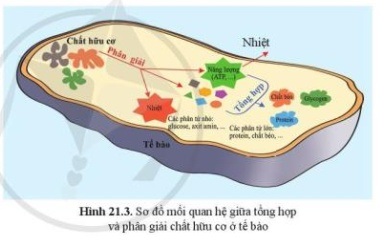 Chất hữu cơ
Phân giải
Nhiệt
Năng lượng
(ATP, ...)
Nhiệt
Tổng hợp
Chất béo
Glycogen
Protein
Các phân tử nhỏ:
glucose, axit amin, ...
Các phân tử lớn:
protein, chất béo, ...
Tế bào
Hình 21.3. Sơ đồ mối quan hệ giữa tổng hợp
và phân giải chất hữu cơ ở tế bào